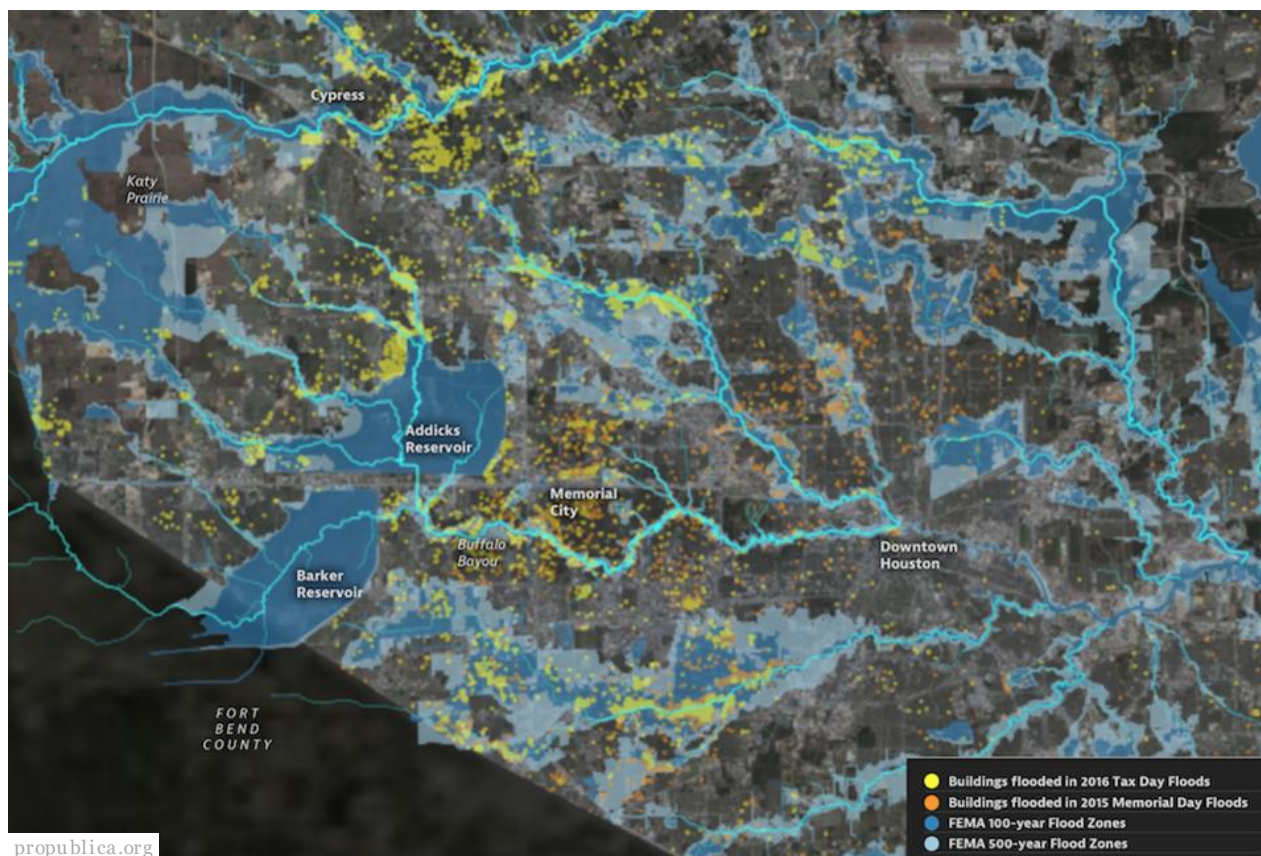 Cypress
Katy
Prairie
Addicks
Reservoir
Memorial
City
Buffalo
Bayou
Downtown
Houston
Barker
Reservoir
FORT
BEND
COUNTY
Buildings flooded in 2016 Tax Day Floods
Buildings flooded in 2015 Memorial Day Floods
FEMA 100-year Flood Zones
FEMA 500-year Flood Zones
propublica.org